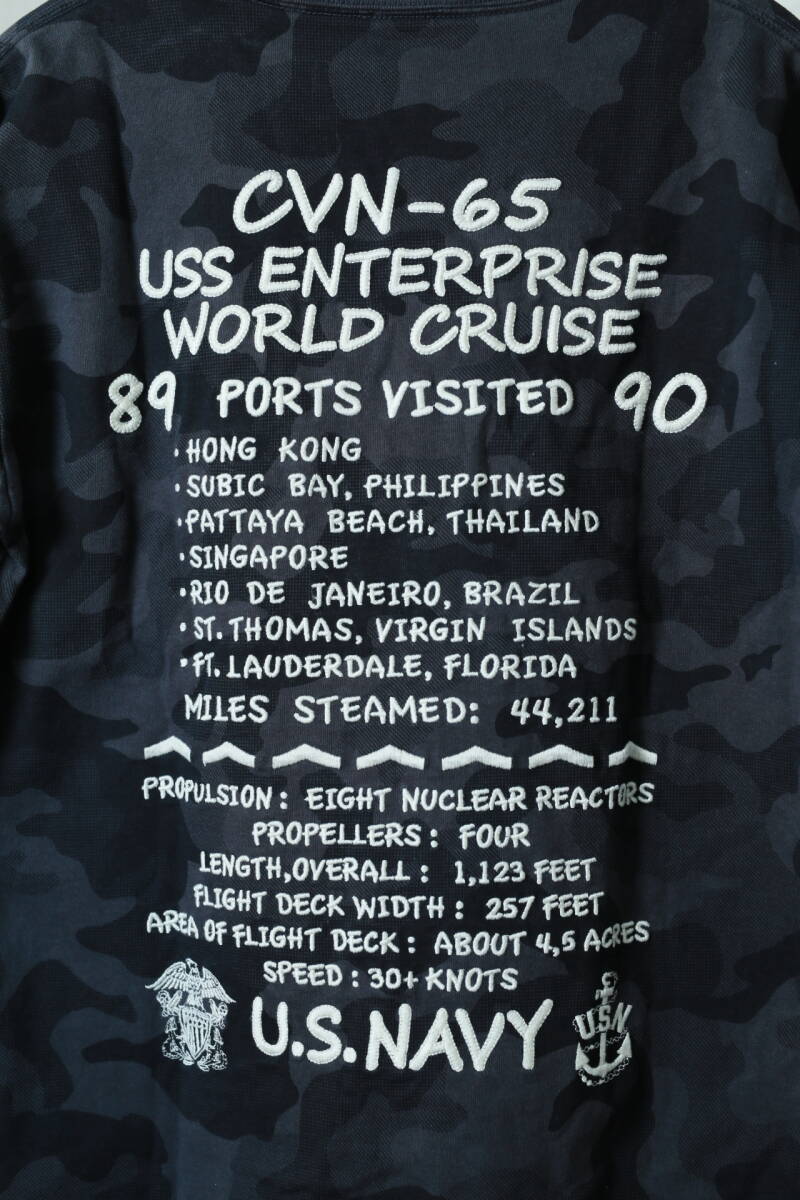 CVN-65
USS ENTERPRISE
WORLD CRUISE
89 PORTS VISITED 90
·HONG KONG
·SUBIC BAY, PHILIPPINES
·PATTAYA BEACH, THAILAND
·SINGAPORE
·RIO DE JANEIRO, BRAZIL
·ST. THOMAS, VIRGIN ISLANDS
·FT. LAUDERDALE, FLORIDA
MILES STEAMED: 44,211
PROPULSION: EIGHT NUCLEAR REACTORS
PROPELLERS: FOUR
LENGTH, OVERALL: 1,123 FEET
FLIGHT DECK WIDTH: 257 FEET
AREA OF FLIGHT DECK: ABOUT 4,5 ACRES
SPEED: 30+ KNOTS
U.S. NAVY
U.S.N.